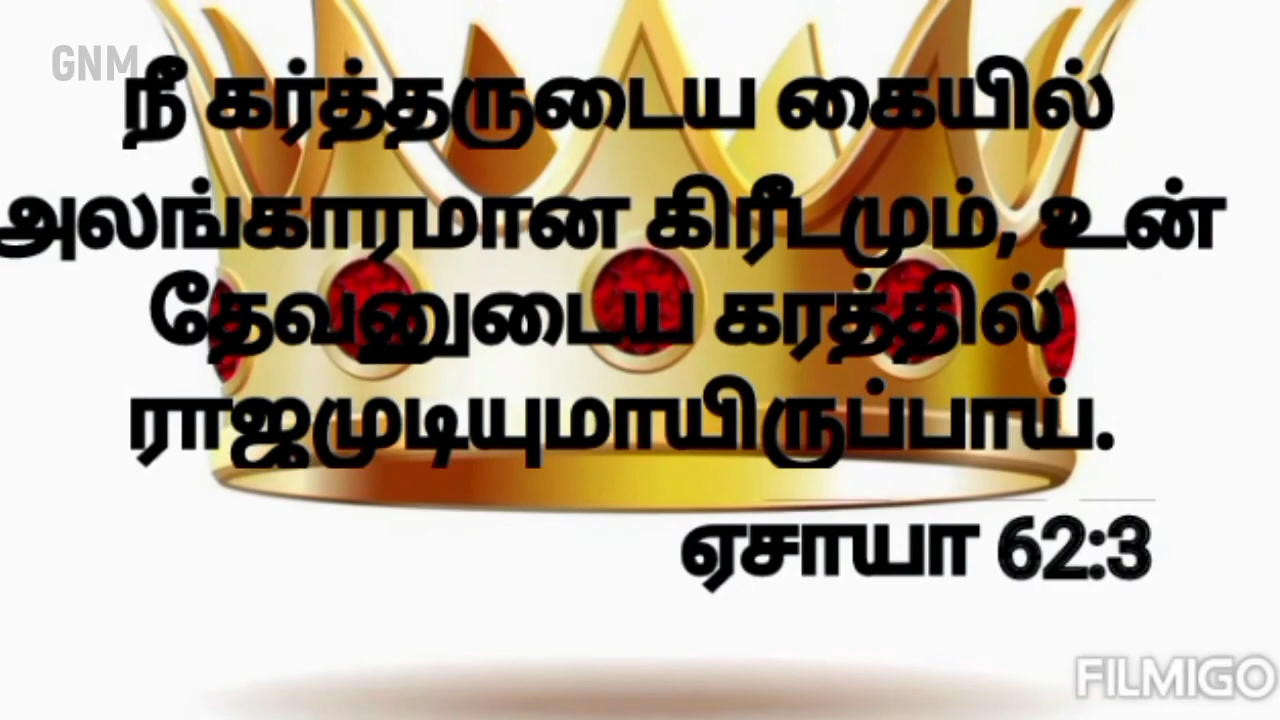 GNM
நீ கர்த்தருடைய கையில்
அலங்காரமான கிரீடமும், உன்
தேவனுடைய கரத்தில்
ராஜமுடியுமாயிருப்பாய்.
ஏசாயா 62:3
FILMIGO